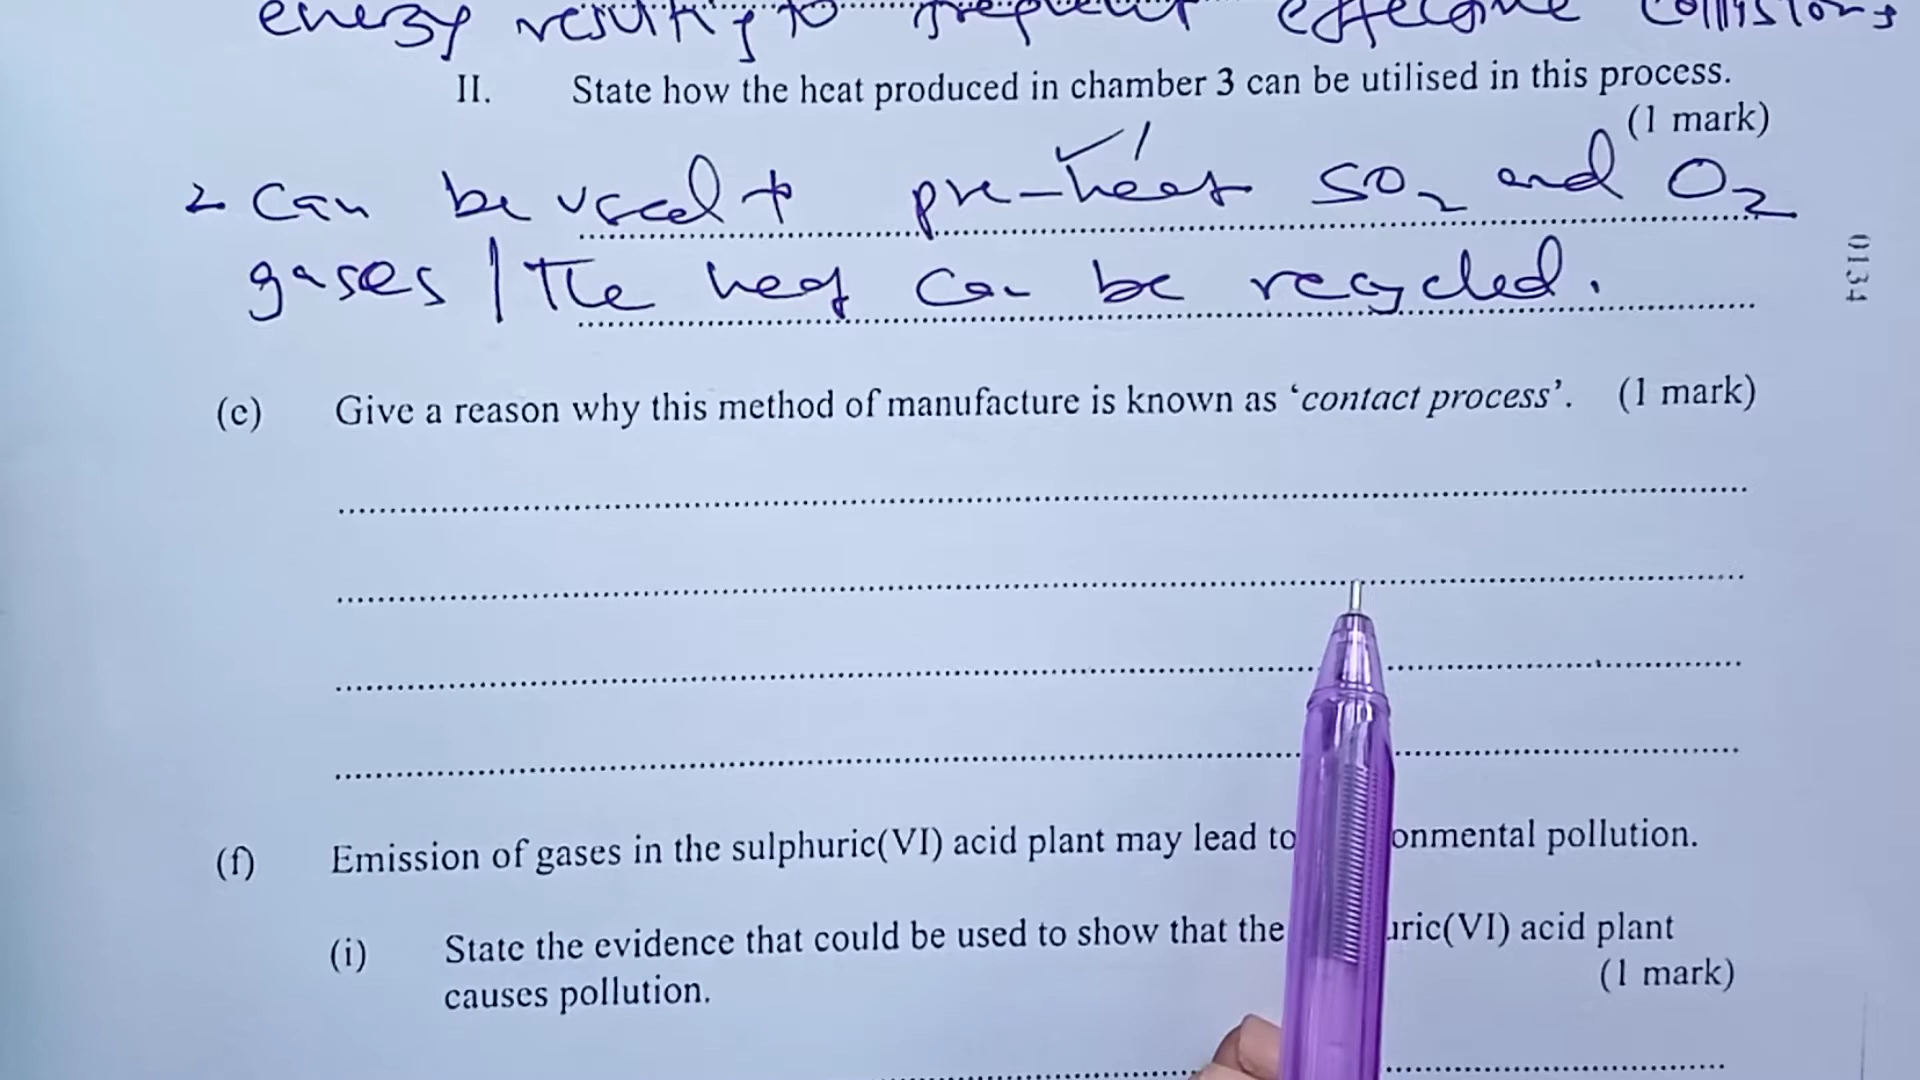 energy resulting to frequent effective collisions
II. State how the heat produced in chamber 3 can be utilised in this process.
(1 mark)
1
2 Can be used to pre-heat SO2 and O2
gases / The heat can be recycled.
0134
(e) Give a reason why this method of manufacture is known as ‘contact process’. (1 mark)
(f) Emission of gases in the sulphuric(VI) acid plant may lead to onmental pollution.
(i) State the evidence that could be used to show that the uric(VI) acid plant
(1 mark)
causes pollution.